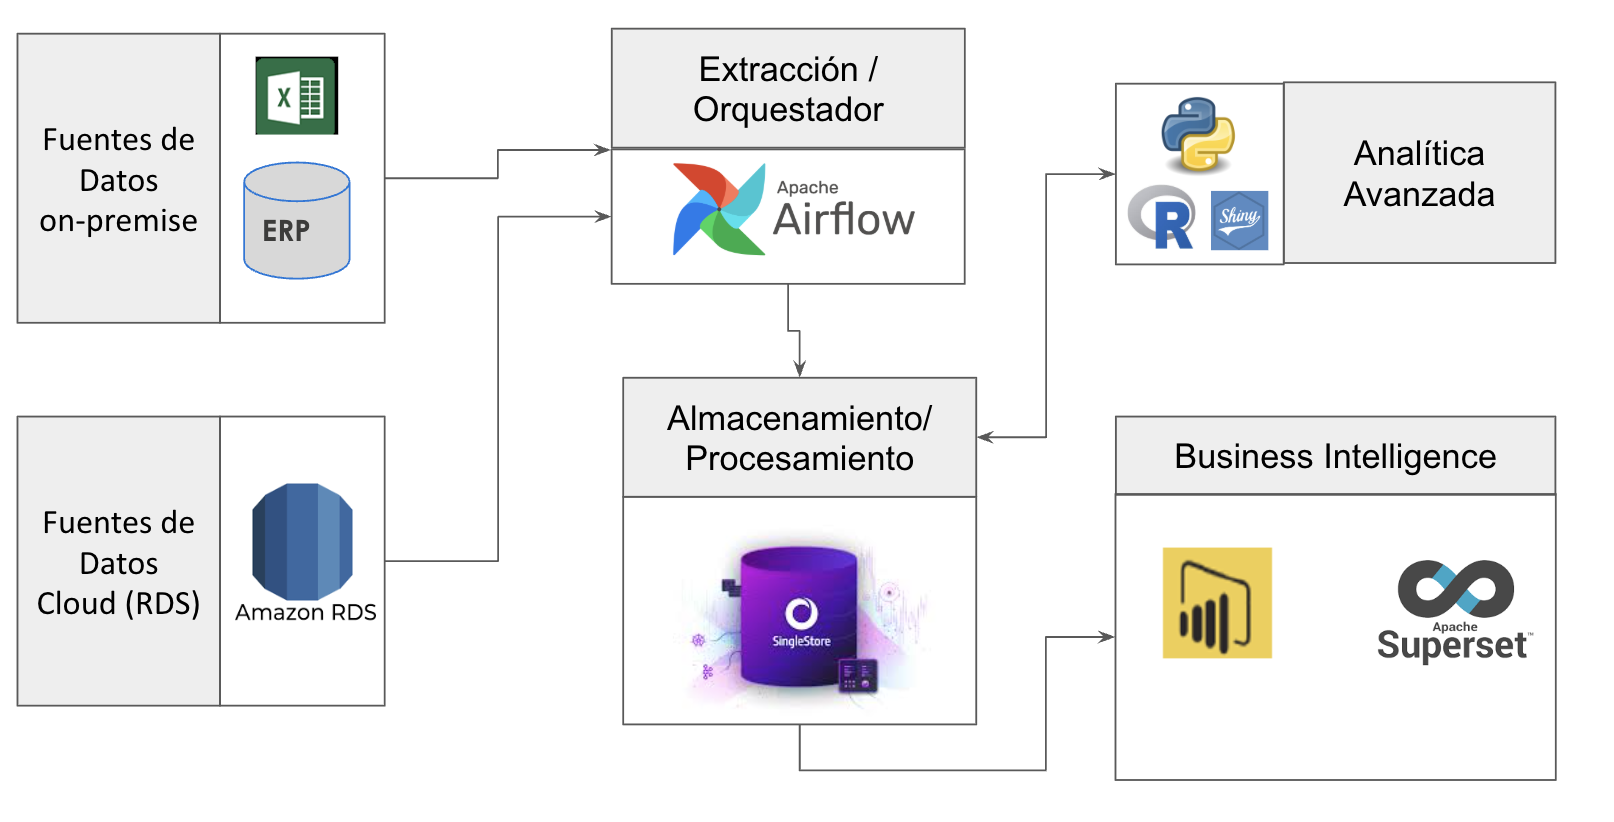 Fuentes de
Datos
on-premise
X
ERP
Extracción /
Orquestador
Apache
Airflow
R
Shiny
Analítica
Avanzada
Fuentes de
Datos
Cloud (RDS)
Amazon RDS
Almacenamiento/
Procesamiento
SingleStore
Business Intelligence
Apache
Superset™